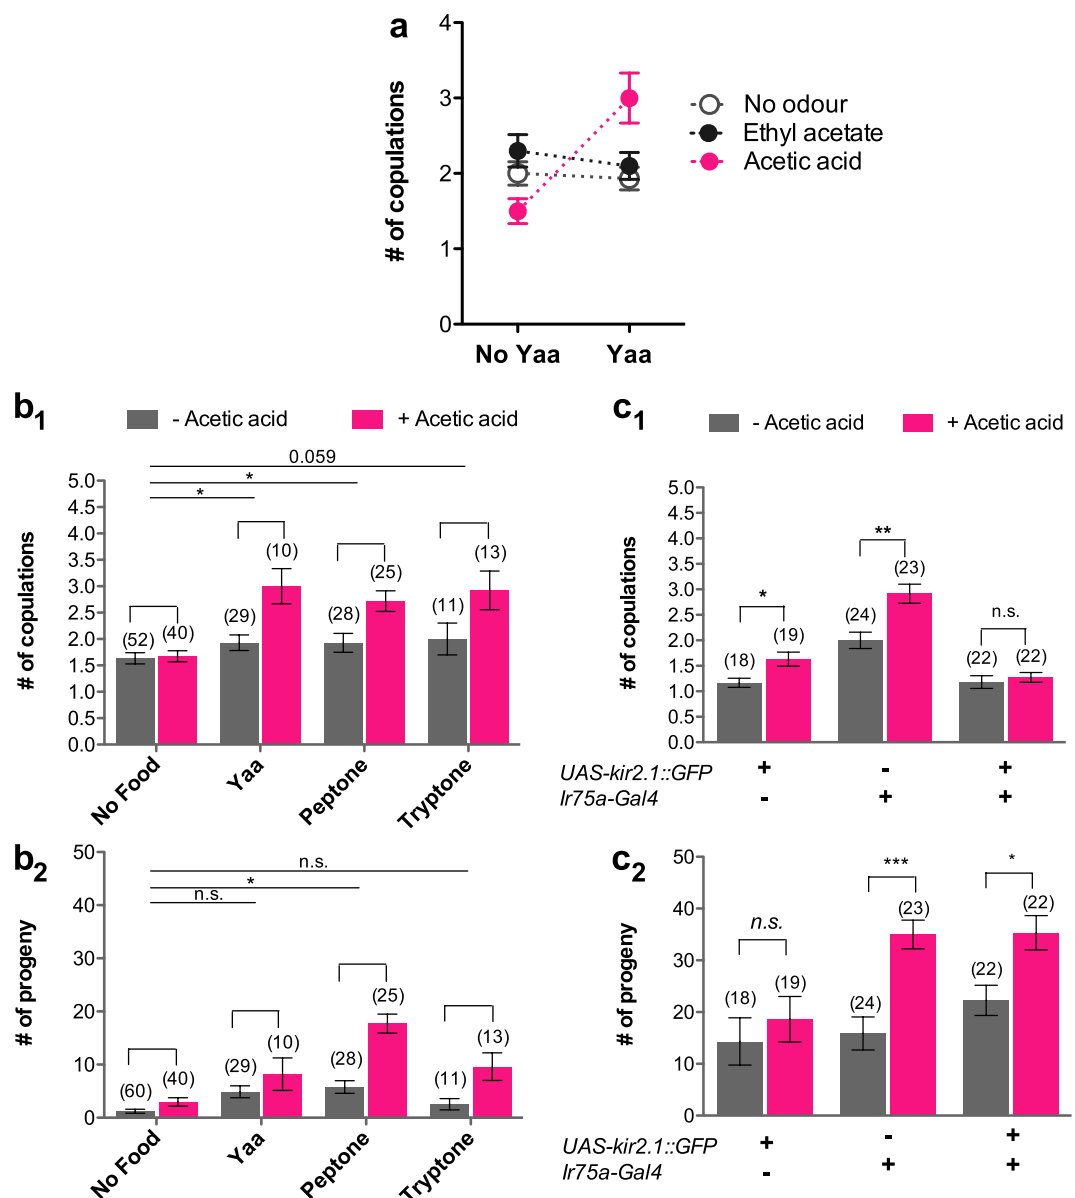 a
4
3
2
1
0
# of copulations
No Yaa Yaa
No odour
Ethyl acetate
Acetic acid
b1
- Acetic acid + Acetic acid
0.059
*
*
5.0
4.5
4.0
3.5
3.0
2.5
2.0
1.5
1.0
0.5
0.0
# of copulations
(52) (40) (29) (10) (28) (25) (11) (13)
No Food Yaa Peptone Tryptone
c1
- Acetic acid + Acetic acid
5.0
4.5
4.0
3.5
3.0
2.5
2.0
1.5
1.0
0.5
0.0
# of copulations
* ** n.s.
(18) (19) (24) (23) (22) (22)
UAS-kir2.1::GFP + - +
Ir75a-Gal4 - + +
b2
n.s.
*
n.s.
50
40
30
20
10
0
# of progeny
(60) (40) (29) (10) (28) (25) (11) (13)
No Food Yaa Peptone Tryptone
c2
50
40
30
20
10
0
# of progeny
n.s. *** *
(18) (19) (24) (23) (22) (22)
UAS-kir2.1::GFP + - +
Ir75a-Gal4 - + +